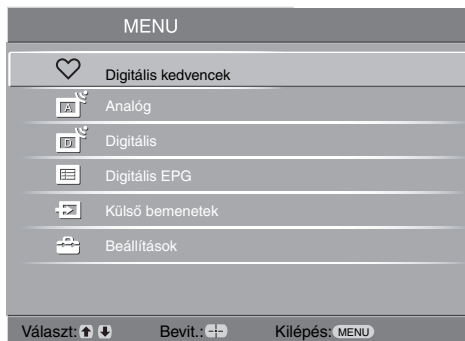 MENU
Digitális kedvencek
A Analóg
D Digitális
Digitális EPG
Külső bemenetek
Beállítások
Választ: Bevit.: Kilépés: MENU